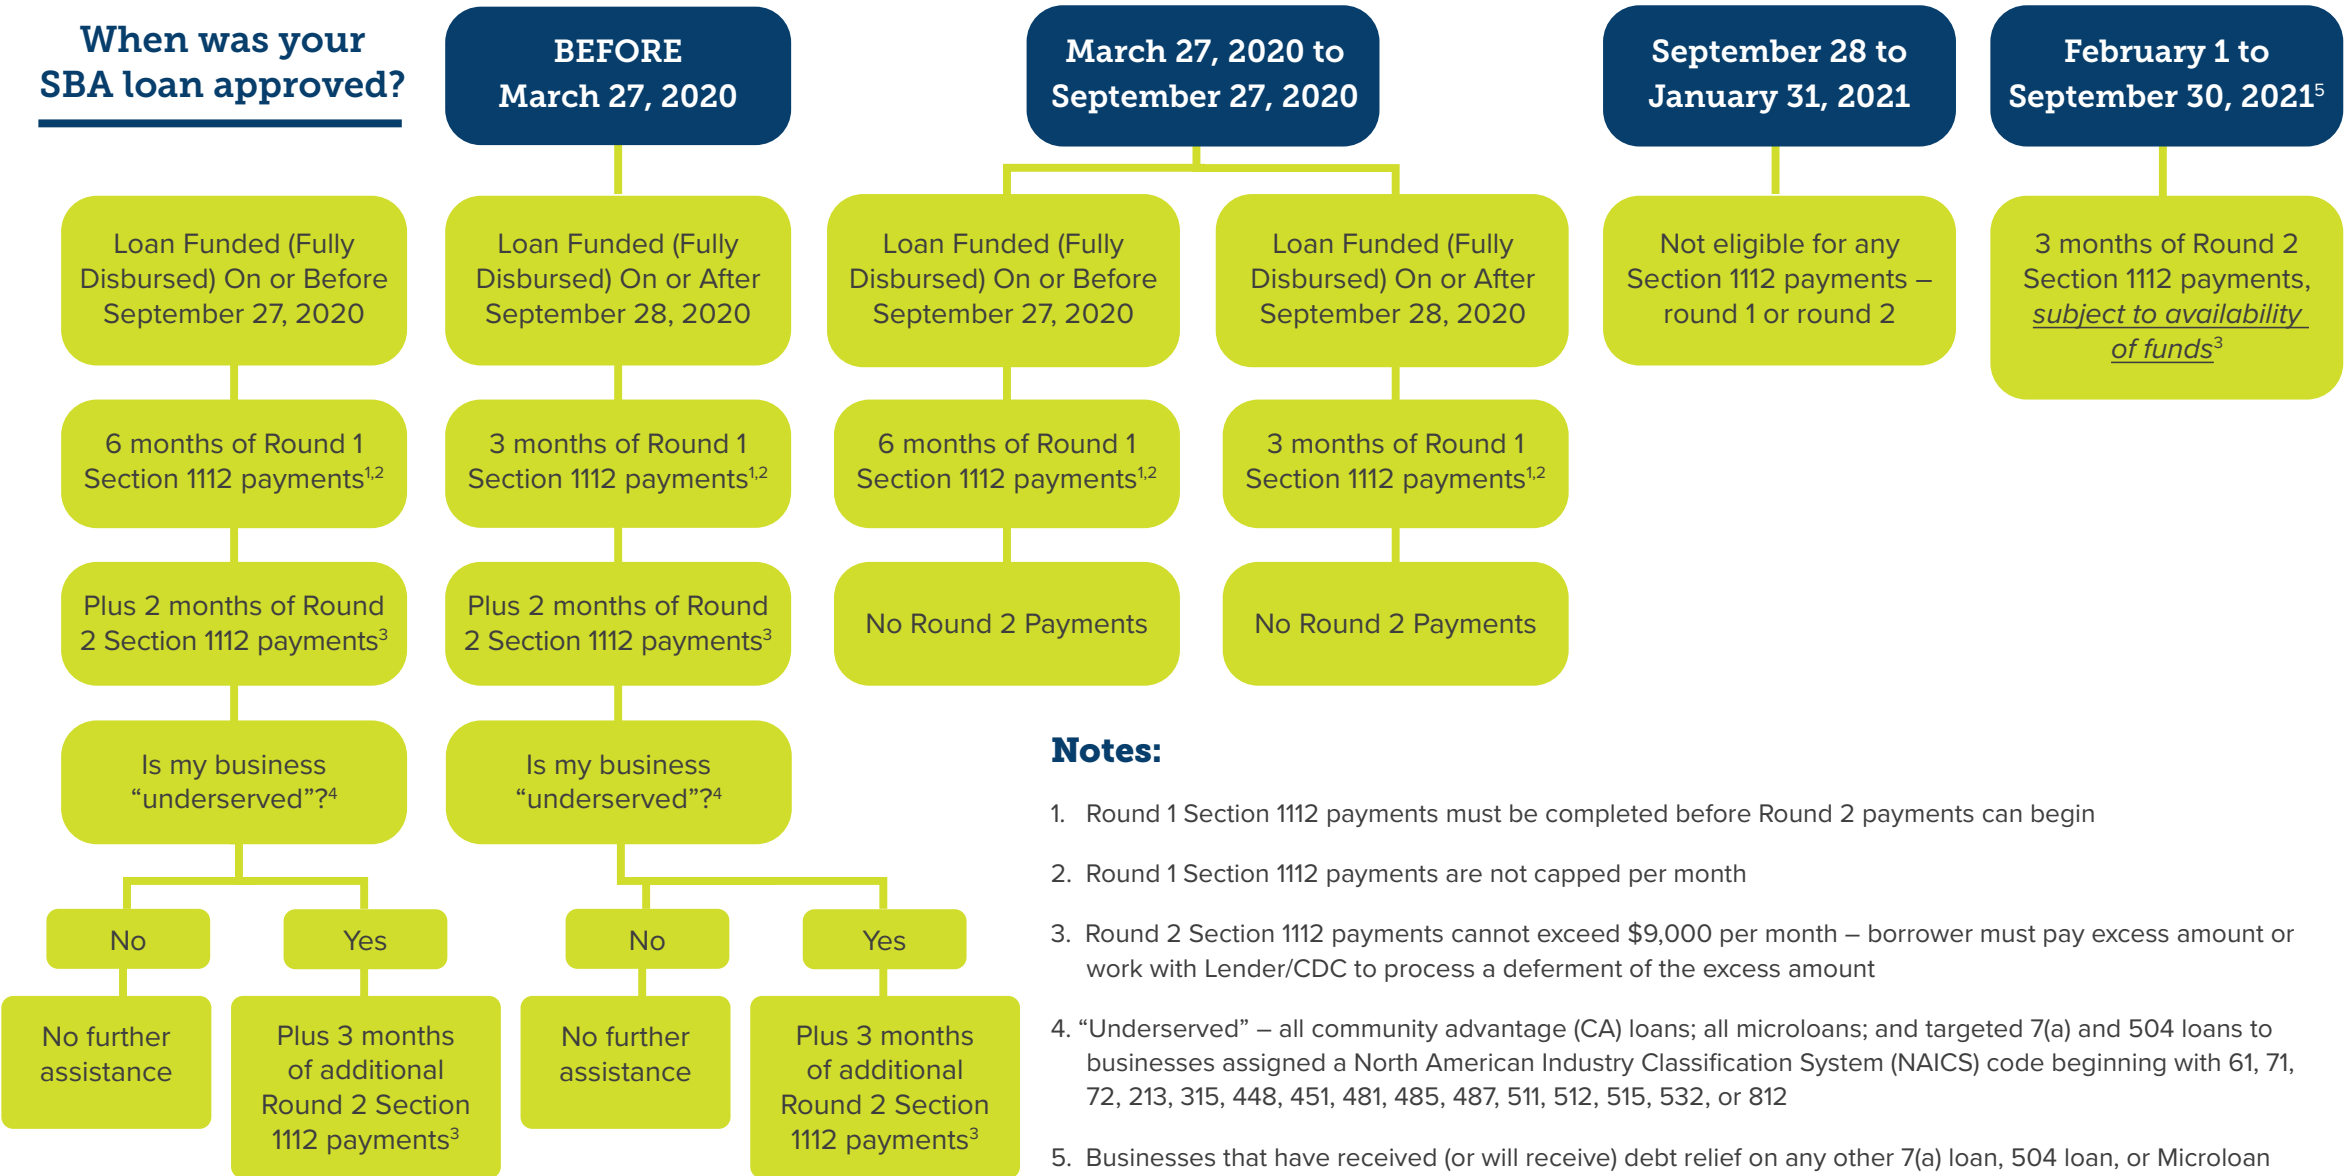 When was your
SBA loan approved?
BEFORE
March 27, 2020
March 27, 2020 to
September 27, 2020
September 28 to
January 31, 2021
February 1 to
September 30, 2021⁵
Loan Funded (Fully
Disbursed) On or Before
September 27, 2020
Loan Funded (Fully
Disbursed) On or After
September 28, 2020
Loan Funded (Fully
Disbursed) On or Before
September 27, 2020
Loan Funded (Fully
Disbursed) On or After
September 28, 2020
Not eligible for any
Section 1112 payments –
round 1 or round 2
3 months of Round 2
Section 1112 payments,
subject to availability
of funds³
6 months of Round 1
Section 1112 payments¹,²
3 months of Round 1
Section 1112 payments¹,²
6 months of Round 1
Section 1112 payments¹,²
3 months of Round 1
Section 1112 payments¹,²
Plus 2 months of Round
2 Section 1112 payments³
Plus 2 months of Round
2 Section 1112 payments³
No Round 2 Payments
No Round 2 Payments
Is my business
“underserved”?⁴
Is my business
“underserved”?⁴
No
Yes
No
Yes
No further
assistance
Plus 3 months
of additional
Round 2 Section
1112 payments³
No further
assistance
Plus 3 months
of additional
Round 2 Section
1112 payments³
Notes:
1. Round 1 Section 1112 payments must be completed before Round 2 payments can begin
2. Round 1 Section 1112 payments are not capped per month
3. Round 2 Section 1112 payments cannot exceed $9,000 per month – borrower must pay excess amount or
work with Lender/CDC to process a deferment of the excess amount
4. “Underserved” – all community advantage (CA) loans; all microloans; and targeted 7(a) and 504 loans to
businesses assigned a North American Industry Classification System (NAICS) code beginning with 61, 71,
72, 213, 315, 448, 451, 481, 485, 487, 511, 512, 515, 532, or 812
5. Businesses that have received (or will receive) debt relief on any other 7(a) loan, 504 loan, or Microloan